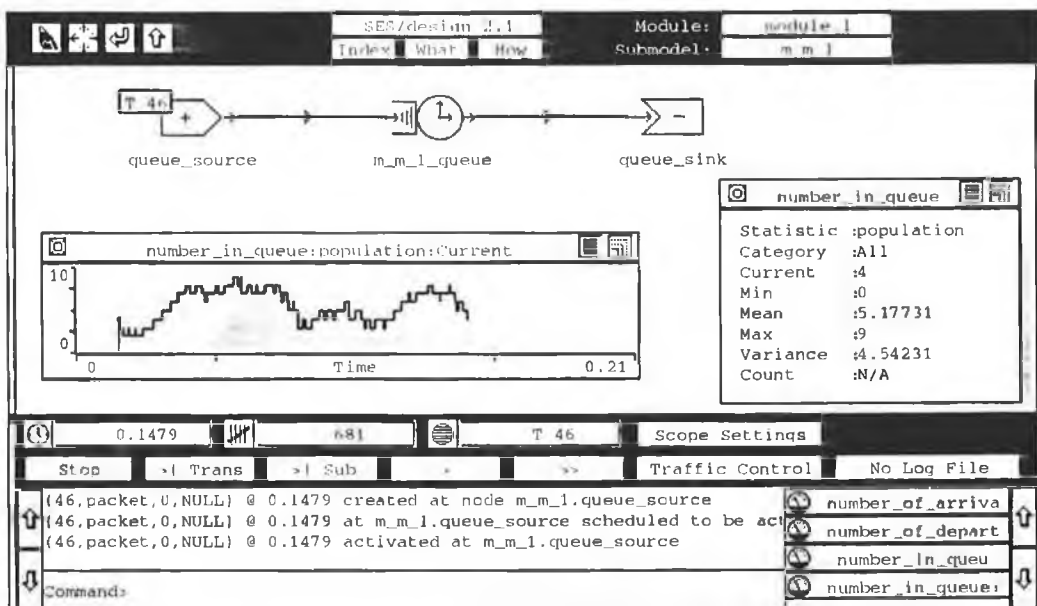 SES/design 2.1
Module: module_1
Index What How
Submodel: m_m_1
T 46
+
-
queue_source
m_m_1_queue
queue_sink
number_in_queue
Statistic :population
Category :All
Current :4
Min :0
Mean :5.17731
Max :9
Variance :4.54231
Count :N/A
number_in_queue:population:Current
10
0
0 Time 0.21
0.1479 681 T 46 Scope Settings
Stop >| Trans >| Sub > >> Traffic Control No Log File
{46,packet,0,NULL} @ 0.1479 created at node m_m_1.queue_source
{46,packet,0,NULL} @ 0.1479 at m_m_1.queue_source scheduled to be act
{46,packet,0,NULL} @ 0.1479 activated at m_m_1.queue_source
Command:
number_of_arriva
number_of_depart
number_in_queu
number_in_queue: